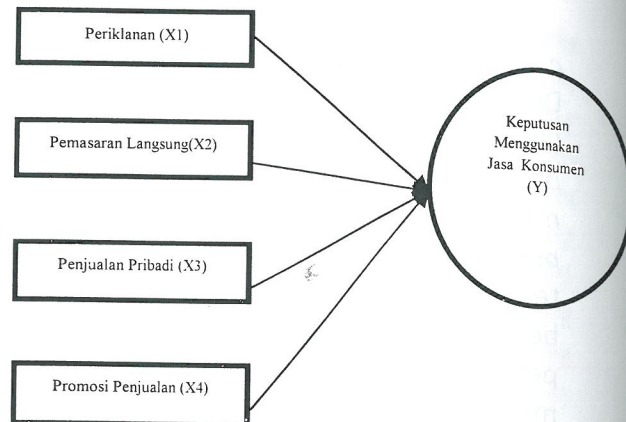 Periklanan (X1)
Pemasaran Langsung(X2)
Penjualan Pribadi (X3)
Promosi Penjualan (X4)
Keputusan
Menggunakan
Jasa Konsumen
(Y)